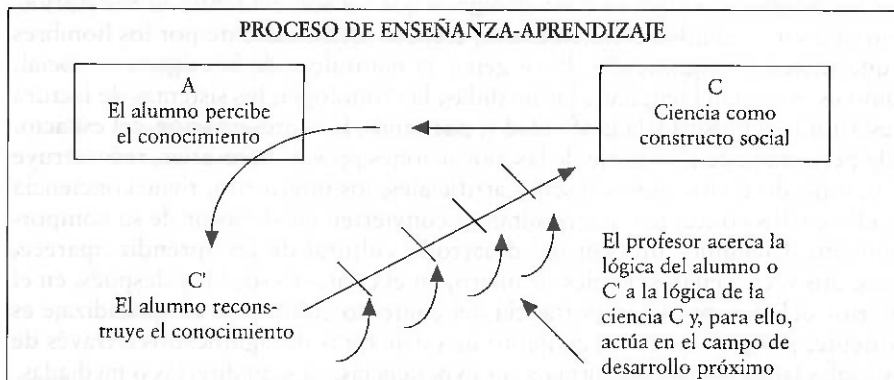 PROCESO DE ENSEÑANZA-APRENDIZAJE
A
El alumno percibe
el conocimiento
C
Ciencia como
constructo social
C'
El alumno recons-
truye el conocimiento
El profesor acerca la
lógica del alumno o
C' a la lógica de la
ciencia C y, para ello,
actúa en el campo de
desarrollo próximo